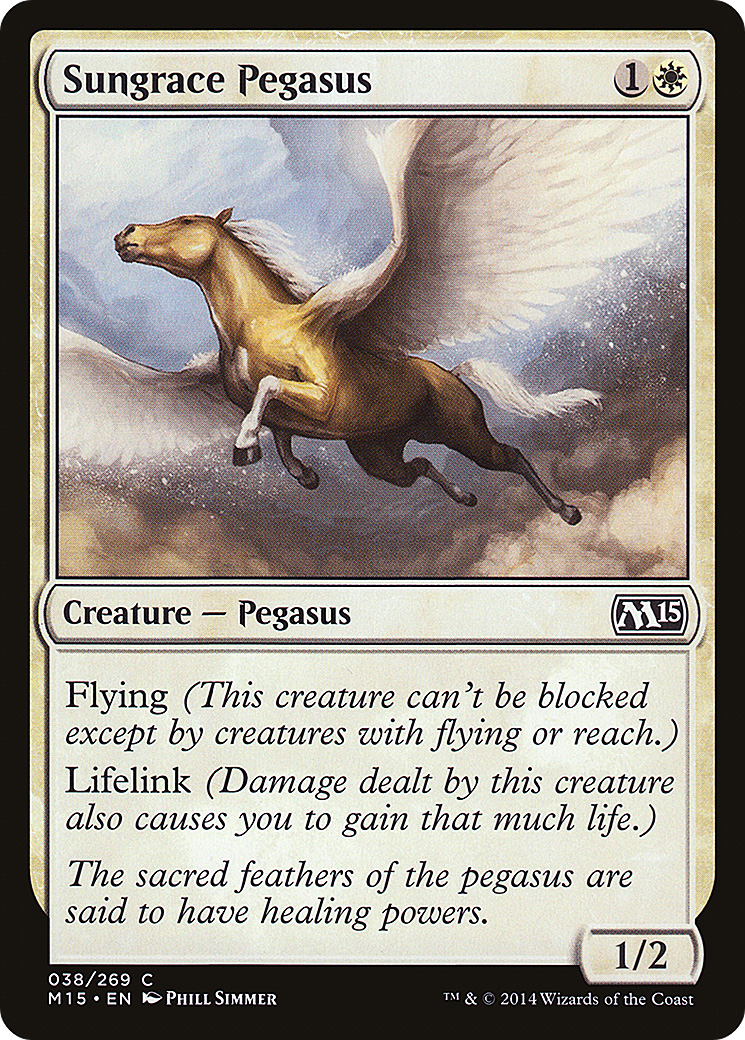 Sungrace Pegasus 1
Creature — Pegasus M15
Flying (This creature can't be blocked
except by creatures with flying or reach.)
Lifelink (Damage dealt by this creature
also causes you to gain that much life.)
The sacred feathers of the pegasus are
said to have healing powers.
1/2
038/269 C
M15 • EN PHILL SIMMER ™ & © 2014 Wizards of the Coast